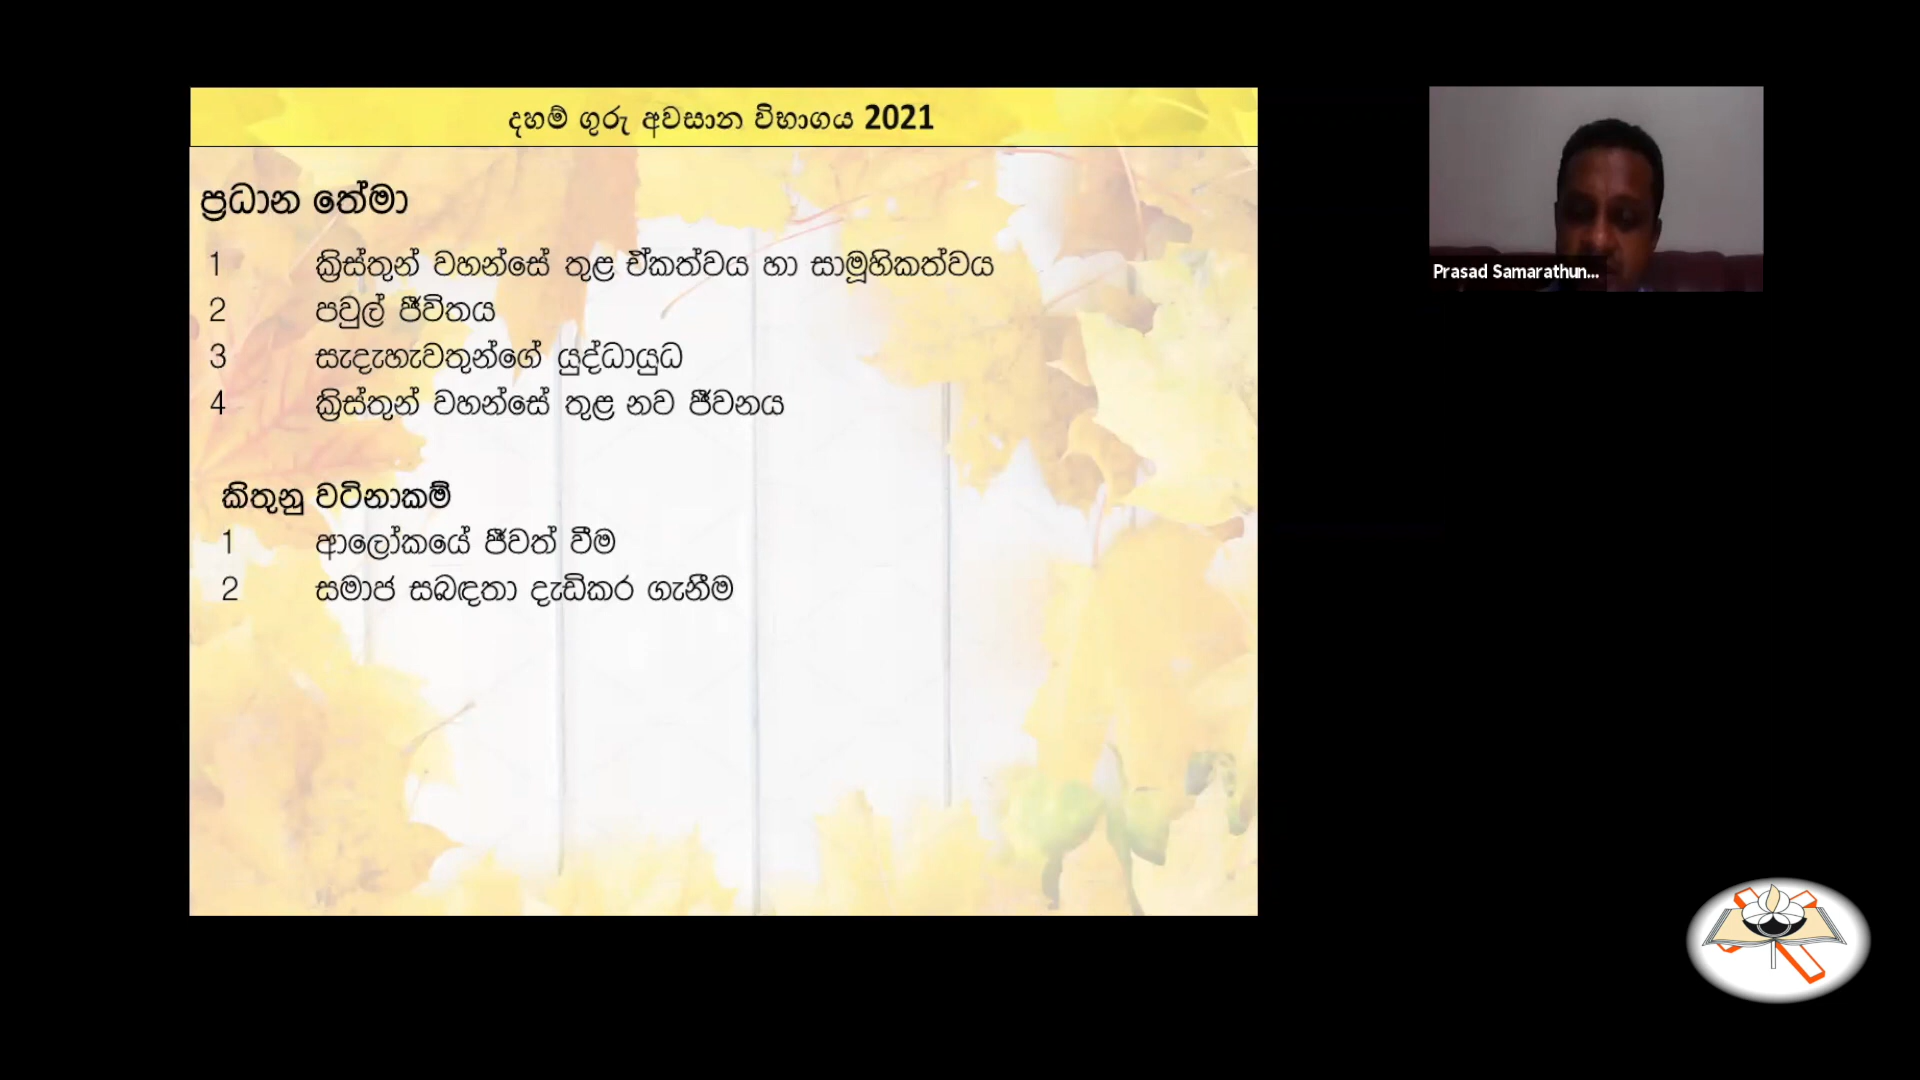 දහම් ගුරු අවසාන විභාගය 2021
ප්‍රධාන තේමා
1 ක්‍රිස්තුන් වහන්සේ තුළ ඒකත්වය හා සාමූහිකත්වය
2 පවුල් ජීවිතය
3 සැදැහැවතුන්ගේ යුද්ධායුධ
4 ක්‍රිස්තුන් වහන්සේ තුළ නව ජීවනය
කිතුනු වටිනාකම්
1 ආලෝකයේ ජීවත් වීම
2 සමාජ සබඳතා දැඩිකර ගැනීම
Prasad Samarathun...